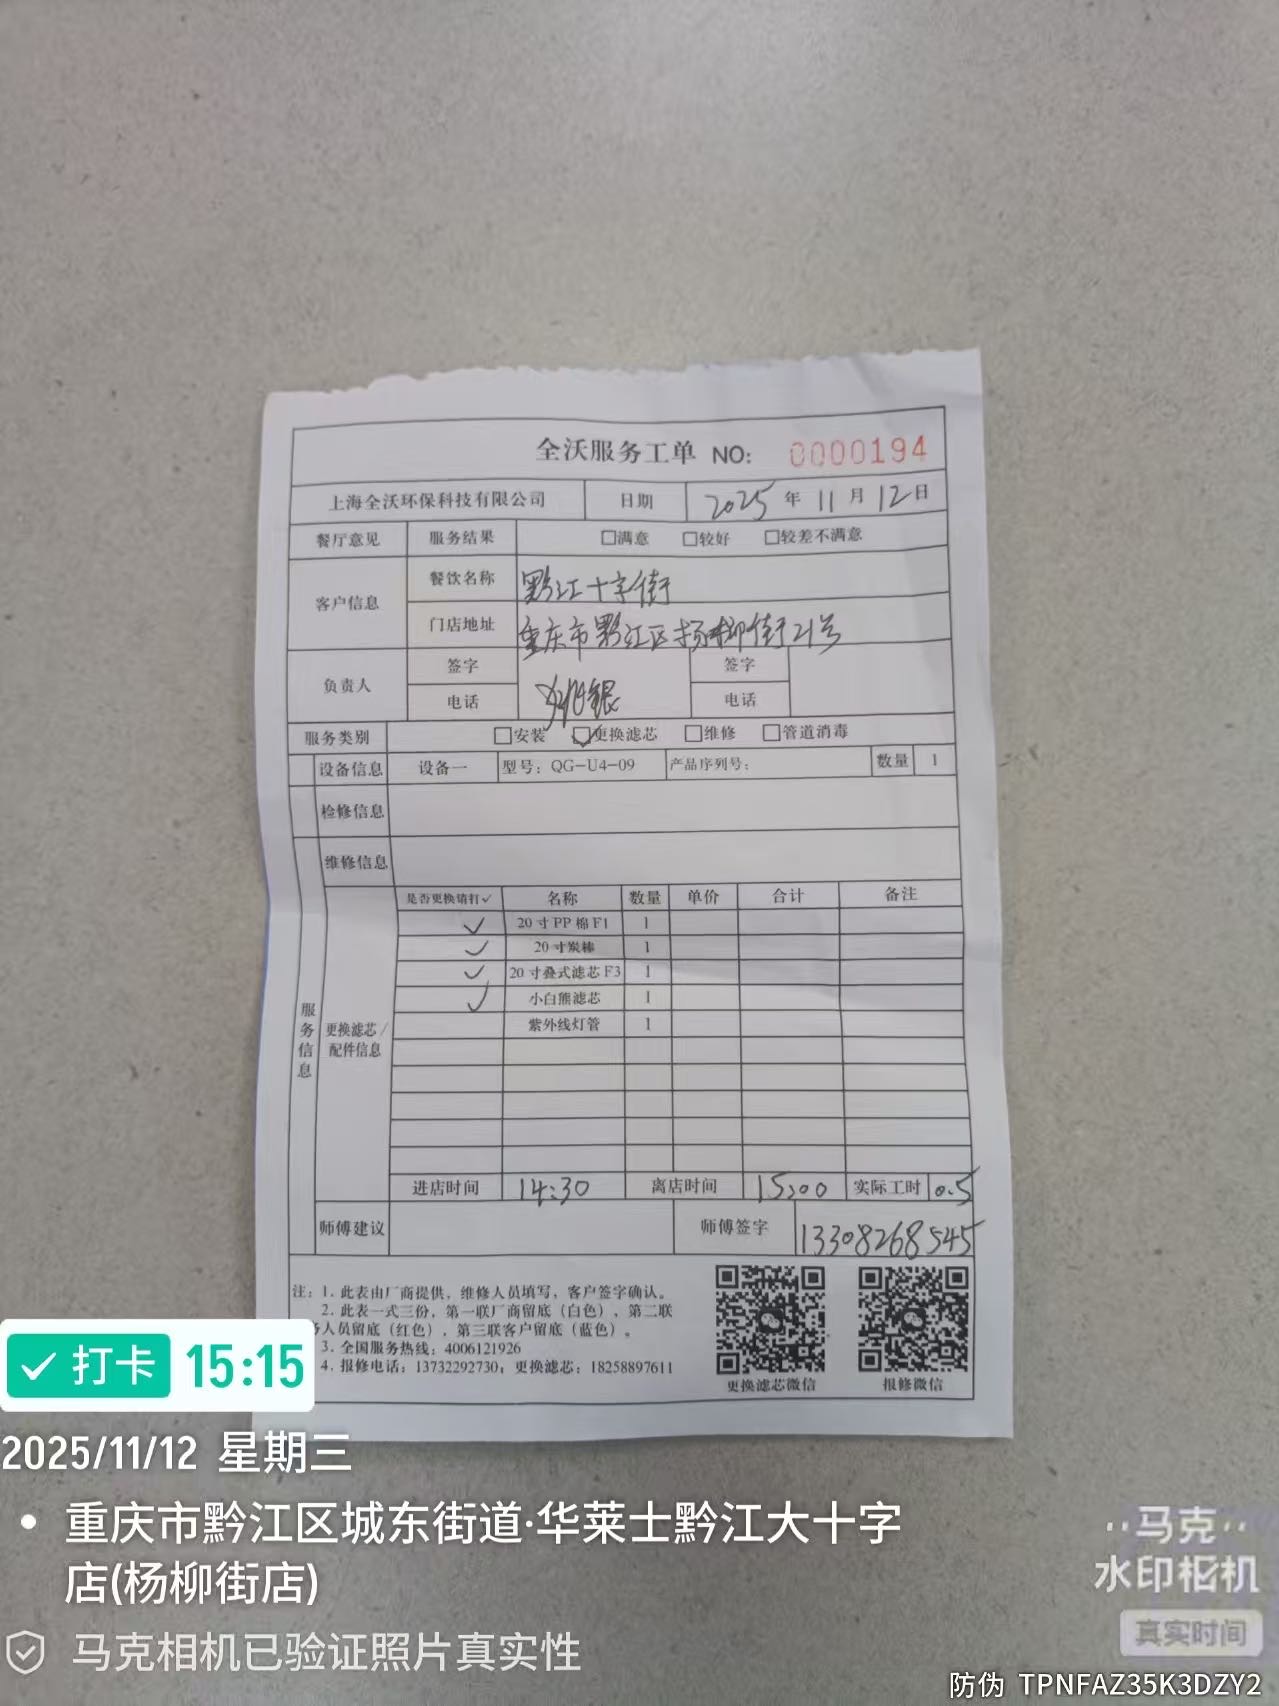 全沃服务工单 NO: 0000194
上海全沃环保科技有限公司 日期 2025 年 11 月 12 日
餐厅意见 服务结果 □满意 □较好 □较差不满意
客户信息 餐饮名称 黔江十字街
门店地址 重庆市黔江区杨柳街21号
负责人 签字 签字
电话 电话
服务类别 □安装 ☑更换滤芯 □维修 □管道消毒
设备信息 设备一 型号：QG-U4-09 产品序列号： 数量 1
检修信息
维修信息
服务信息
更换滤芯/配件信息
是否更换请打✓ 名称 数量 单价 合计 备注
✓ 20寸PP棉F1 1
✓ 20寸炭棒 1
✓ 20寸叠式滤芯F3 1
✓ 小白熊滤芯 1
紫外线灯管 1
进店时间 14:30 离店时间 15:00 实际工时 0.5
师傅建议 师傅签字 13308268545
注：1. 此表由厂商提供，维修人员填写，客户签字确认。
2. 此表一式三份，第一联厂商留底（白色），第二联
人员留底（红色），第三联客户留底（蓝色）。
3. 全国服务热线：4006121926
4. 报修电话：13732292730；更换滤芯：18258897611
更换滤芯微信 报修微信
✓ 打卡 15:15
2025/11/12 星期三
• 重庆市黔江区城东街道·华莱士黔江大十字
店(杨柳街店)
马克相机已验证照片真实性
马克
水印相机
真实时间
防伪 TPNFAZ35K3DZY2